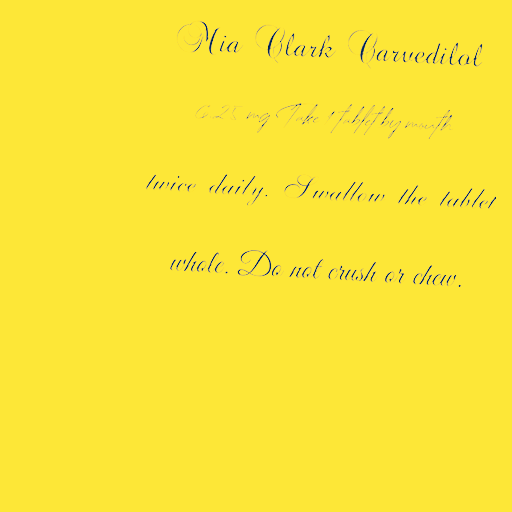 Mia Clark Carvedilol
6.25 mg Take 1 tablet by mouth
twice daily. Swallow the tablet
whole. Do not crush or chew.